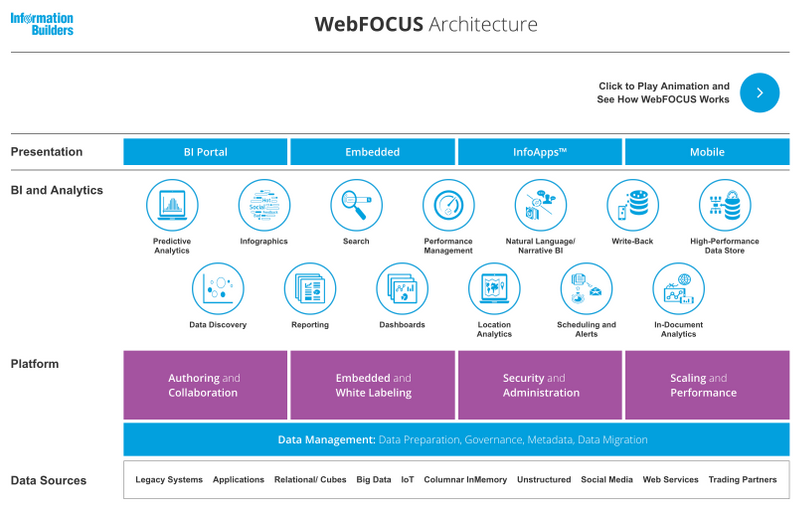 Information
Builders
WebFOCUS Architecture
Click to Play Animation and
See How WebFOCUS Works
Presentation
BI Portal
Embedded
InfoApps™
Mobile
BI and Analytics
Predictive
Analytics
Infographics
Search
Performance
Management
Natural Language/
Narrative BI
Write-Back
High-Performance
Data Store
Data Discovery
Reporting
Dashboards
Location
Analytics
Scheduling and
Alerts
In-Document
Analytics
Platform
Authoring and
Collaboration
Embedded and
White Labeling
Security and
Administration
Scaling and
Performance
Data Management: Data Preparation, Governance, Metadata, Data Migration
Data Sources
Legacy Systems Applications Relational/ Cubes Big Data IoT Columnar InMemory Unstructured Social Media Web Services Trading Partners